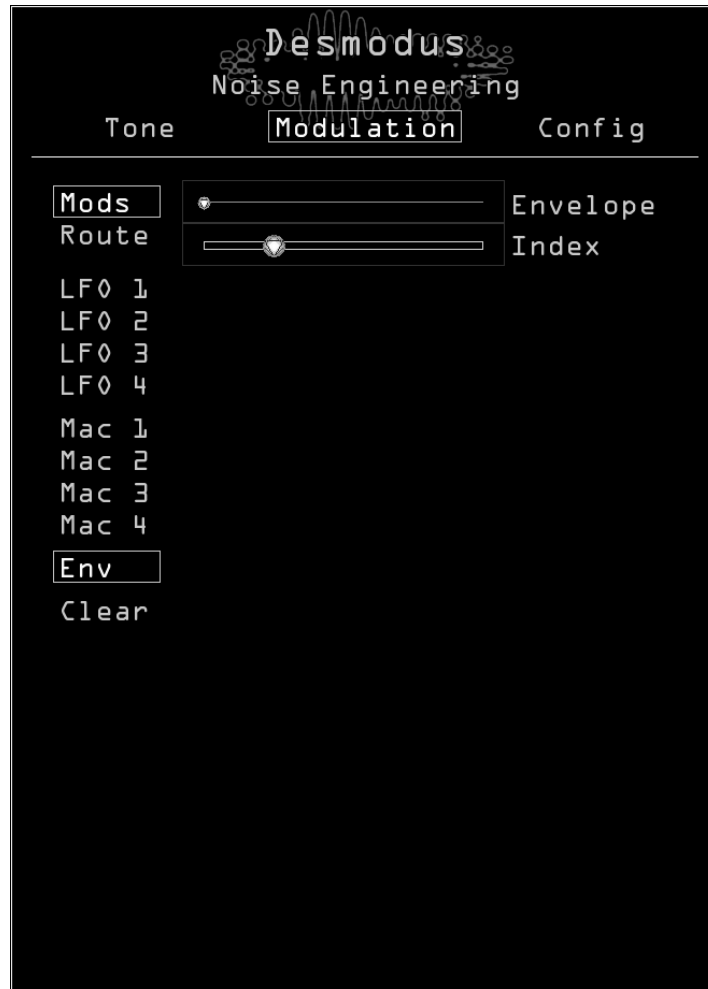 Desmodus
Noise Engineering
Tone Modulation Config
Mods Envelope
Route Index
LFO 1
LFO 2
LFO 3
LFO 4
Mac 1
Mac 2
Mac 3
Mac 4
Env
Clear